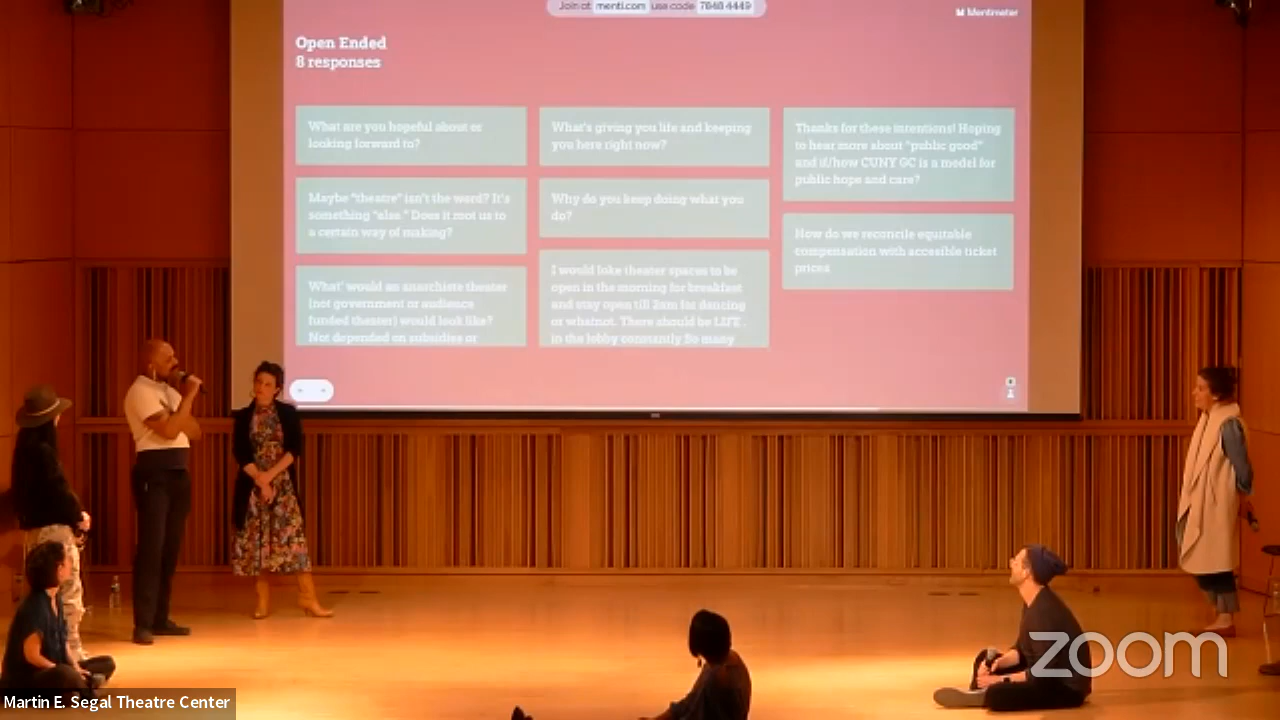 Join at menti.com use code 7848 4449
Mentimeter
Open Ended
8 responses
What are you hopeful about or
looking forward to?
Maybe "theatre" isn't the word? It's
something "else." Does it root us to
a certain way of making?
What' would an anarchiste theater
(not government or audience
funded theater) would look like?
Not depended on subsidies or
What's giving you life and keeping
you here right now?
Why do you keep doing what you
do?
I would loke theater spaces to be
open in the morning for breakfast
and stay open till 2am for dancing
or whatnot. There should be LIFE .
in the lobby constantly So many
Thanks for these intentions! Hoping
to hear more about "public good"
and if/how CUNY GC is a model for
public hope and care?
How do we reconcile equitable
compensation with accesible ticket
prices
zoom
Martin E. Segal Theatre Center